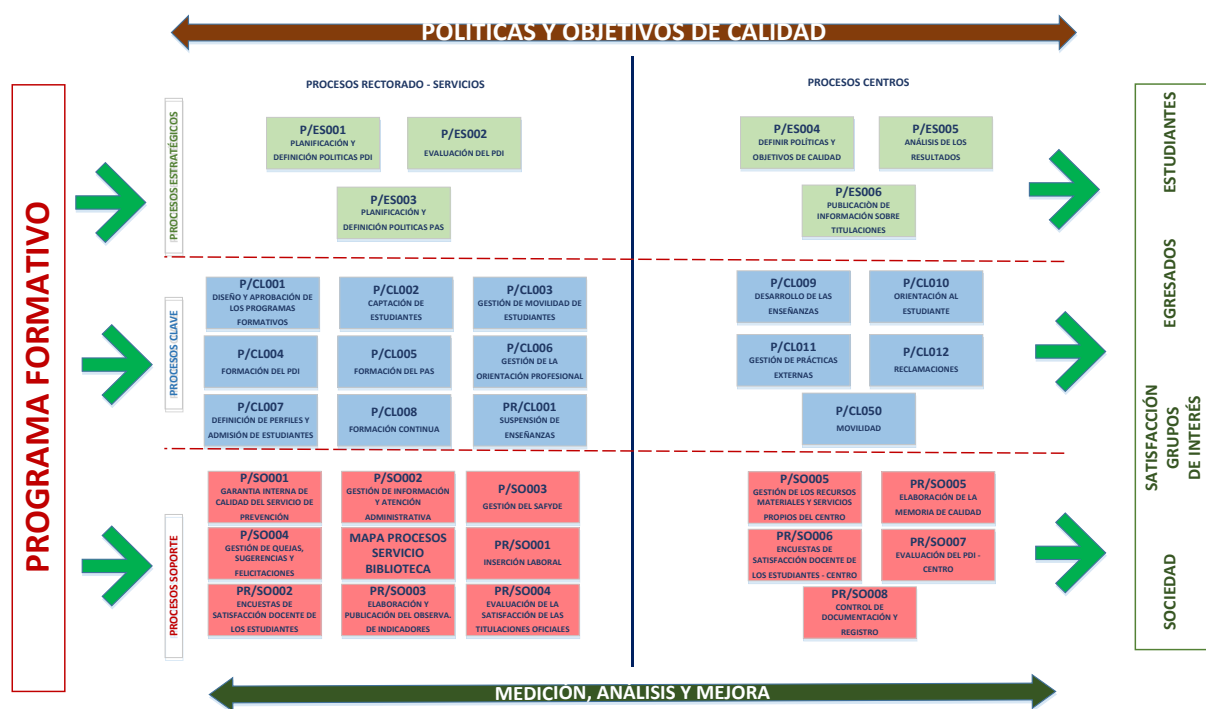 POLÍTICAS Y OBJETIVOS DE CALIDAD
PROGRAMA FORMATIVO
PROCESOS RECTORADO - SERVICIOS
PROCESOS CENTROS
PROCESOS ESTRATÉGICOS
P/ES001
PLANIFICACIÓN Y
DEFINICIÓN POLITICAS PDI
P/ES002
EVALUACIÓN DEL PDI
P/ES003
PLANIFICACIÓN Y
DEFINICIÓN POLITICAS PAS
P/ES004
DEFINIR POLÍTICAS Y
OBJETIVOS DE CALIDAD
P/ES005
ANÁLISIS DE LOS
RESULTADOS
P/ES006
PUBLICACIÒN DE
INFORMACIÓN SOBRE
TITULACIONES
PROCESOS CLAVE
P/CL001
DISEÑO Y APROBACIÓN DE
LOS PROGRAMAS
FORMATIVOS
P/CL002
CAPTACIÓN DE
ESTUDIANTES
P/CL003
GESTIÓN DE MOVILIDAD DE
ESTUDIANTES
P/CL004
FORMACIÓN DEL PDI
P/CL005
FORMACIÓN DEL PAS
P/CL006
GESTIÓN DE LA
ORIENTACIÓN PROFESIONAL
P/CL007
DEFINICIÓN DE PERFILES Y
ADMISIÓN DE ESTUDIANTES
P/CL008
FORMACIÓN CONTINUA
PR/CL001
SUSPENSIÓN DE
ENSEÑANZAS
P/CL009
DESARROLLO DE LAS
ENSEÑANZAS
P/CL010
ORIENTACIÓN AL
ESTUDIANTE
P/CL011
GESTIÓN DE PRÁCTICAS
EXTERNAS
P/CL012
RECLAMACIONES
P/CL050
MOVILIDAD
PROCESOS SOPORTE
P/SO001
GARANTIA INTERNA DE
CALIDAD DEL SERVICIO DE
PREVENCIÓN
P/SO002
GESTIÓN DE INFORMACIÓN
Y ATENCIÓN
ADMINISTRATIVA
P/SO003
GESTIÓN DEL SAFYDE
P/SO004
GESTIÓN DE QUEJAS,
SUGERENCIAS Y
FELICITACIONES
MAPA PROCESOS
SERVICIO
BIBLIOTECA
PR/SO001
INSERCIÓN LABORAL
PR/SO002
ENCUESTAS DE
SATISFACCIÓN DOCENTE DE
LOS ESTUDIANTES
PR/SO003
ELABORACIÓN Y
PUBLICACIÓN DEL OBSERVA.
DE INDICADORES
PR/SO004
EVALUACIÓN DE LA
SATISFACCIÓN DE LAS
TITULACIONES OFICIALES
P/SO005
GESTIÓN DE LOS RECURSOS
MATERIALES Y SERVICIOS
PROPIOS DEL CENTRO
PR/SO005
ELABORACIÓN DE LA
MEMORIA DE CALIDAD
PR/SO006
ENCUESTAS DE
SATISFACCIÓN DOCENTE DE
LOS ESTUDIANTES - CENTRO
PR/SO007
EVALUACIÓN DEL PDI -
CENTRO
PR/SO008
CONTROL DE
DOCUMENTACIÓN Y
REGISTRO
SATISFACCIÓN
GRUPOS
DE INTERÉS
SOCIEDAD
EGRESADOS
ESTUDIANTES
MEDICIÓN, ANÁLISIS Y MEJORA